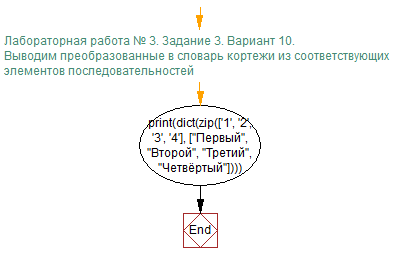 Лабораторная работа № 3. Задание 3. Вариант 10.
Выводим преобразованные в словарь кортежи из соответствующих
элементов последовательностей
print(dict(zip(['1', '2',
'3', '4'], ["Первый",
"Второй", "Третий",
"Четвёртый"])))
End